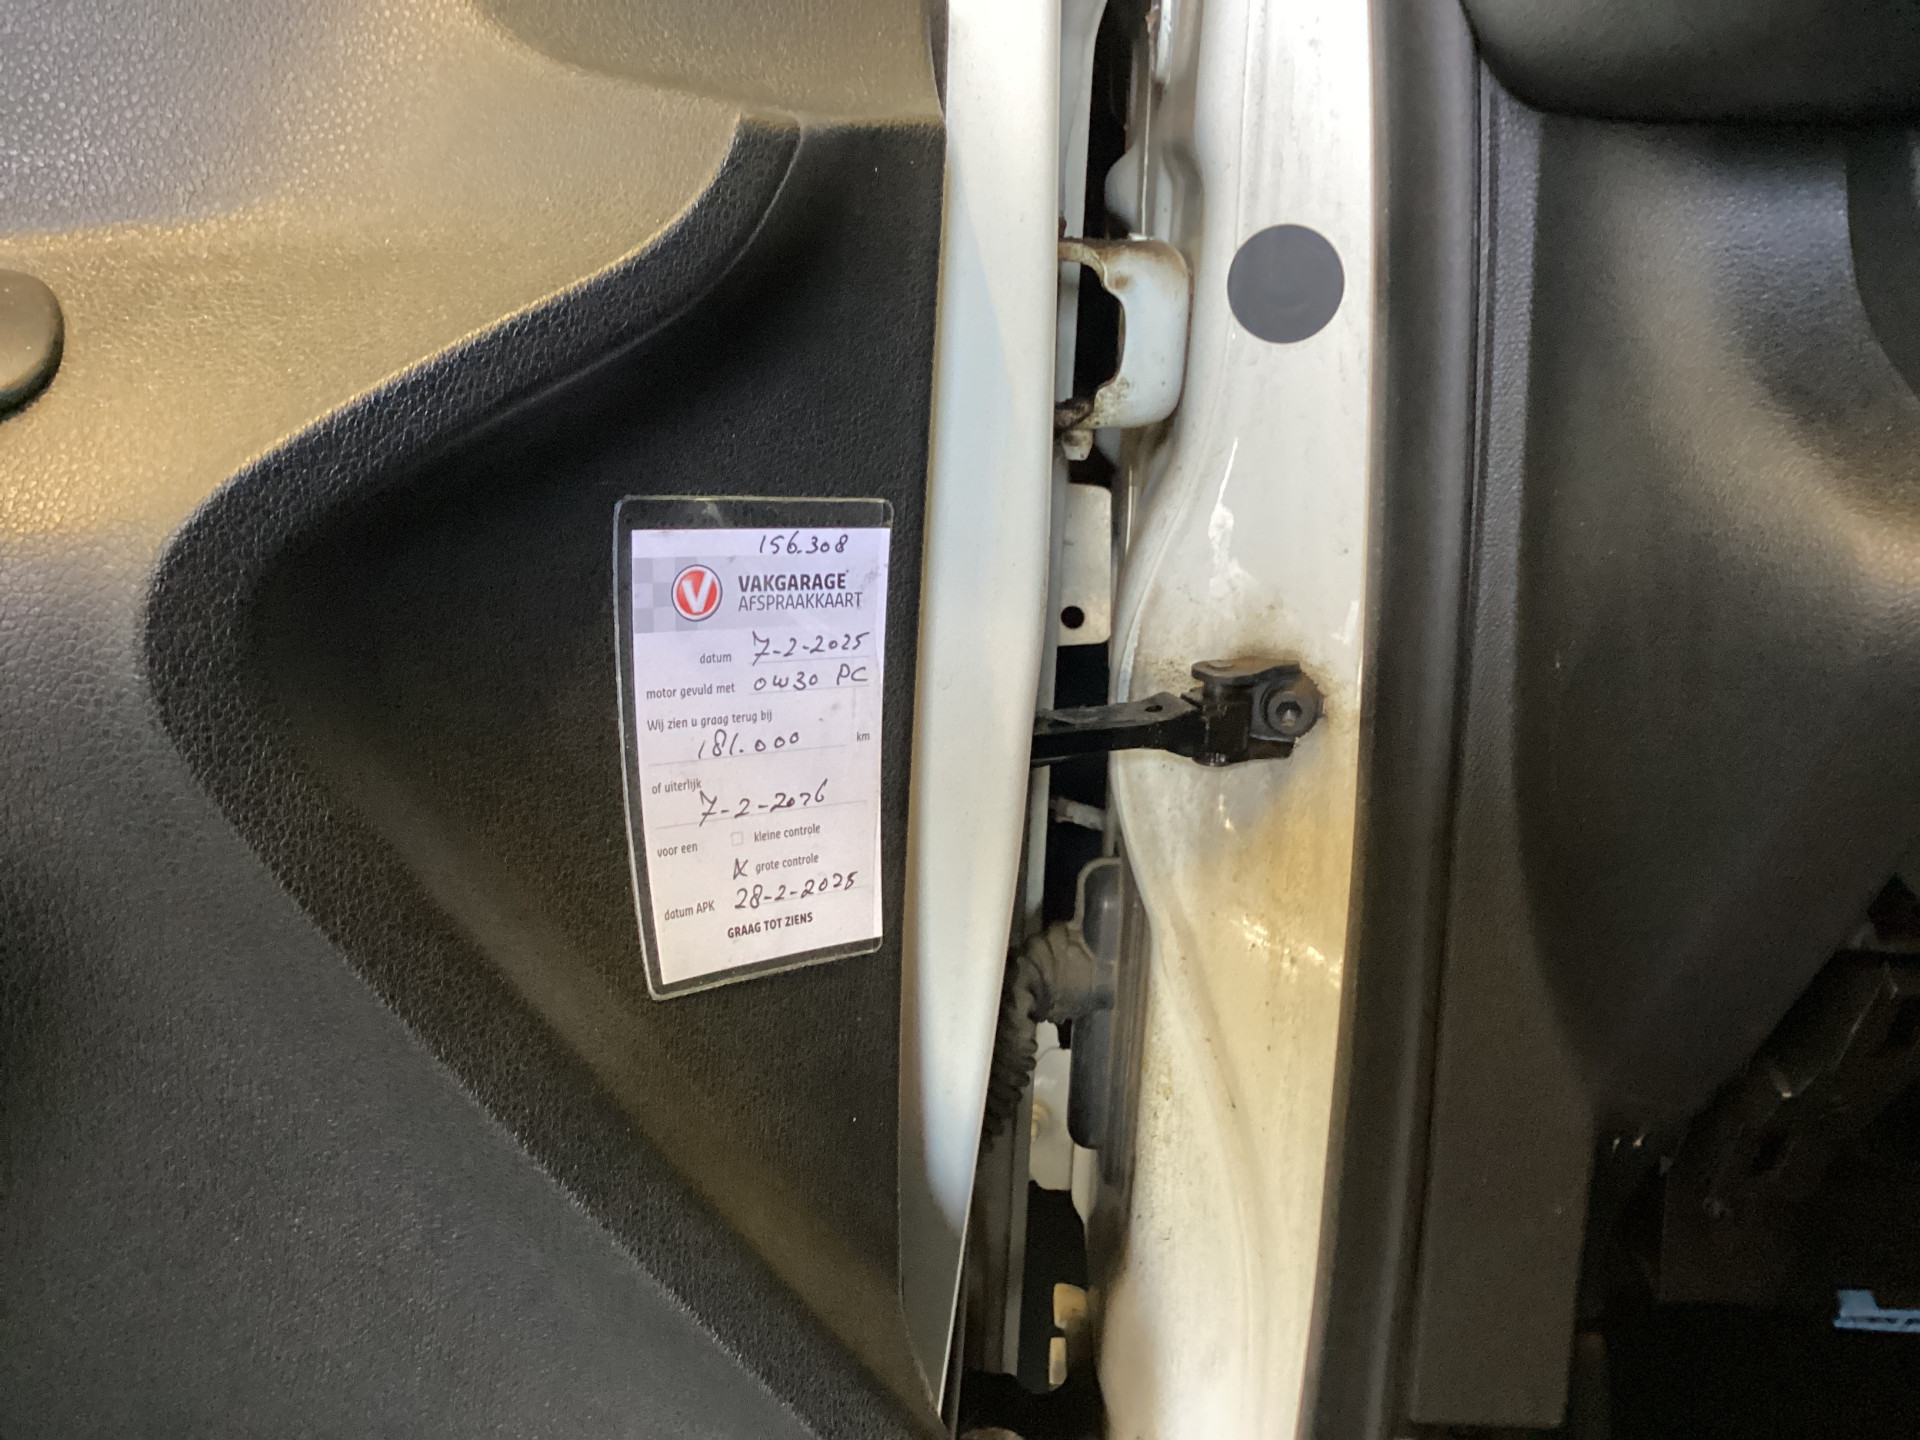 156.308
V
VAKGARAGE
AFSPRAAKKAART
datum 7-2-2025
motor gevuld met 0W30 PC
Wij zien u graag terug bij
181.000 km
of uiterlijk
7-2-2026
voor een kleine controle
X grote controle
datum APK 28-2-2025
GRAAG TOT ZIENS